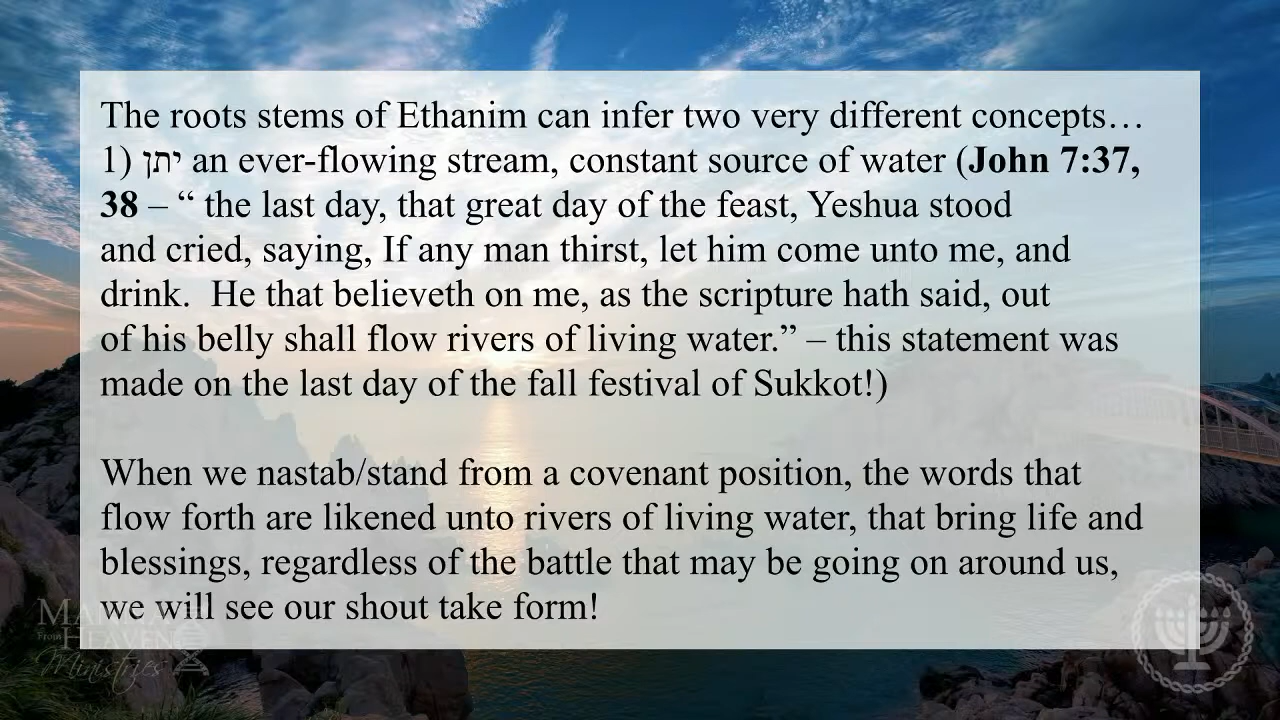 The roots stems of Ethanim can infer two very different concepts…
1) יתן an ever-flowing stream, constant source of water (John 7:37,
38 – “ the last day, that great day of the feast, Yeshua stood
and cried, saying, If any man thirst, let him come unto me, and
drink.  He that believeth on me, as the scripture hath said, out
of his belly shall flow rivers of living water.” – this statement was
made on the last day of the fall festival of Sukkot!)
When we nastab/stand from a covenant position, the words that
flow forth are likened unto rivers of living water, that bring life and
blessings, regardless of the battle that may be going on around us,
we will see our shout take form!
Manna
From Heaven
Ministries